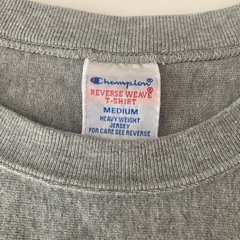 Champion®
REVERSE WEAVE®
T-SHIRT
MEDIUM
HEAVY WEIGHT
JERSEY
FOR CARE SEE REVERSE